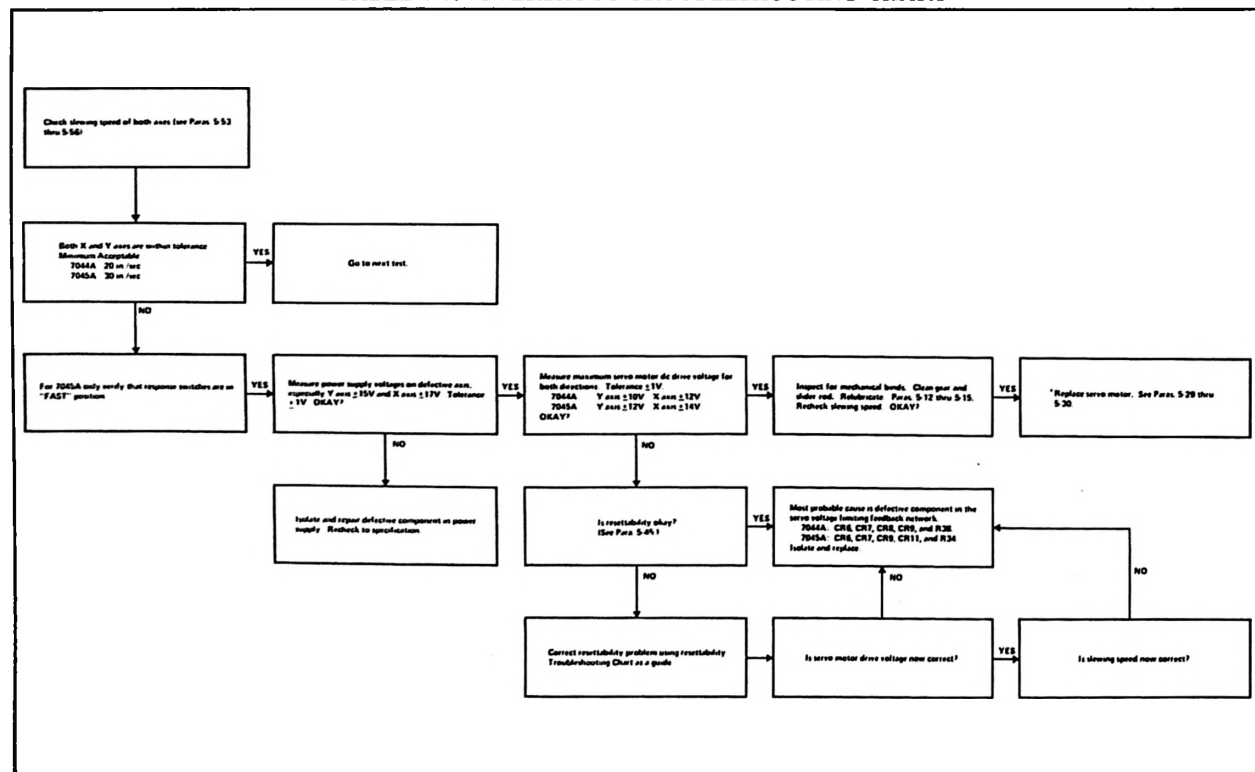 Check slewing speed of both axes (see Paras. 5-53
thru 5-56)
Both X and Y axes are within tolerance
Minimum Acceptable
7044A 20 in/sec
7045A 30 in/sec
YES
Go to next test.
NO
For 7045A only verify that response switches are in
"FAST" position
YES
Measure power supply voltages on defective axis,
especially Y axis ±15V and X axis ±17V Tolerance
±1V OKAY?
YES
Measure maximum servo motor dc drive voltage for
both directions. Tolerance ±1V.
7044A Y axis ±10V X axis ±12V
7045A Y axis ±12V X axis ±14V
OKAY?
YES
Inspect for mechanical binds. Clean gear and
slider rod. Relubricate. Paras. 5-12 thru 5-15.
Recheck slewing speed. OKAY?
YES
*Replace servo motor. See Paras. 5-29 thru
5-30.
NO
NO
Isolate and repair defective component in power
supply. Recheck to specification.
Is resettability okay?
(See Para. 5-45.)
YES
Most probable cause is defective component in the
servo voltage limiting feedback network.
7044A: CR6, CR7, CR8, CR9, and R38.
7045A: CR6, CR7, CR9, CR11, and R34
Isolate and replace.
NO
NO
NO
Correct resettability problem using resettability
Troubleshooting Chart as a guide
Is servo motor drive voltage now correct?
YES
Is slewing speed now correct?